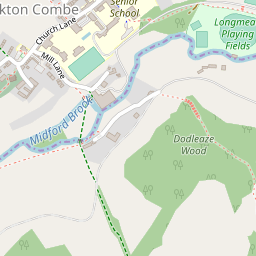 kton Combe
Church Lane
Senior
School
Longmea
Playing
Fields
Mill Lane
Midford Brook
Dodleaze
Wood